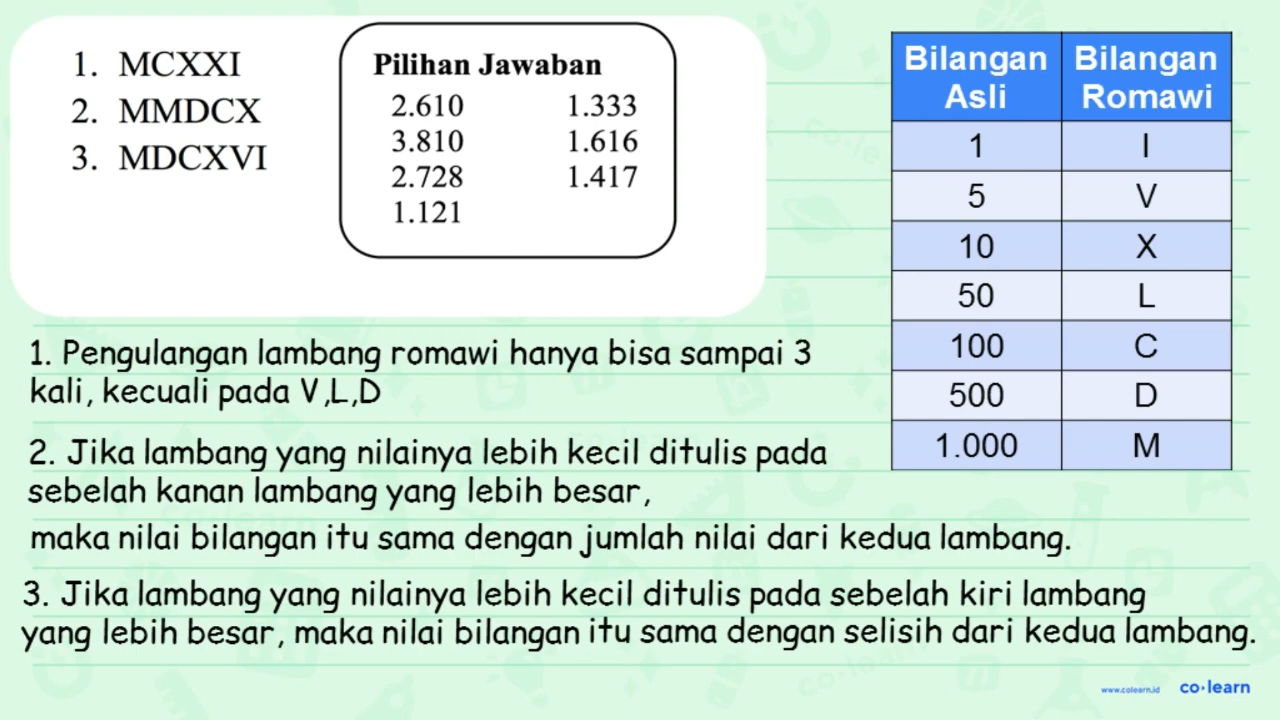 1. MCXXI
2. MMDCX
3. MDCXVI
Pilihan Jawaban
2.610 1.333
3.810 1.616
2.728 1.417
1.121
Bilangan Asli Bilangan Romawi
1 I
5 V
10 X
50 L
100 C
500 D
1.000 M
1. Pengulangan lambang romawi hanya bisa sampai 3
kali, kecuali pada V,L,D
2. Jika lambang yang nilainya lebih kecil ditulis pada
sebelah kanan lambang yang lebih besar,
maka nilai bilangan itu sama dengan jumlah nilai dari kedua lambang.
3. Jika lambang yang nilainya lebih kecil ditulis pada sebelah kiri lambang
yang lebih besar, maka nilai bilangan itu sama dengan selisih dari kedua lambang.
www.colearn.id co·learn